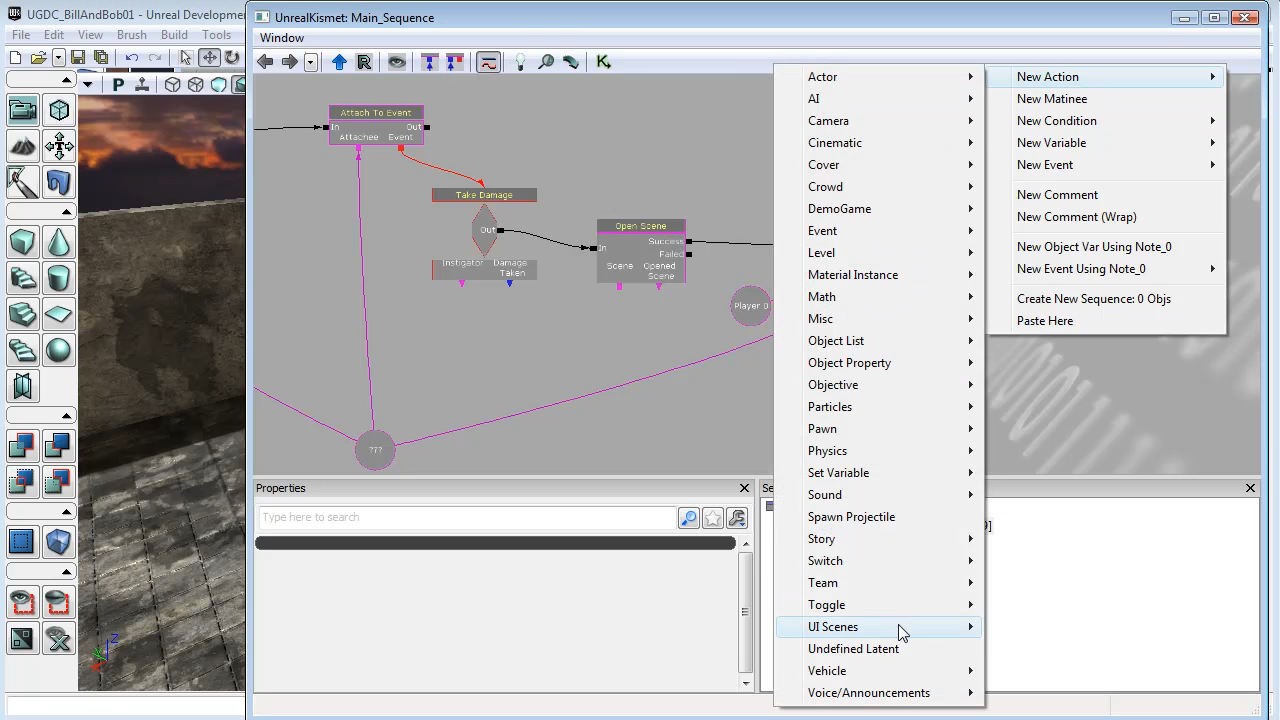 UGDC_BillAndBob01 - Unreal Developm
File Edit View Brush Build Tools
UnrealKismet: Main_Sequence
Window
R
K
P
Attach To Event
In Out
Attachee Event
Take Damage
Out
Instigator Damage Taken
Open Scene
In Success
Failed
Scene Opened Scene
Player 0
???
Z
Properties
Type here to search
Se
9]
Actor
AI
Camera
Cinematic
Cover
Crowd
DemoGame
Event
Level
Material Instance
Math
Misc
Object List
Object Property
Objective
Particles
Pawn
Physics
Set Variable
Sound
Spawn Projectile
Story
Switch
Team
Toggle
UI Scenes
Undefined Latent
Vehicle
Voice/Announcements
New Action
New Matinee
New Condition
New Variable
New Event
New Comment
New Comment (Wrap)
New Object Var Using Note_0
New Event Using Note_0
Create New Sequence: 0 Objs
Paste Here